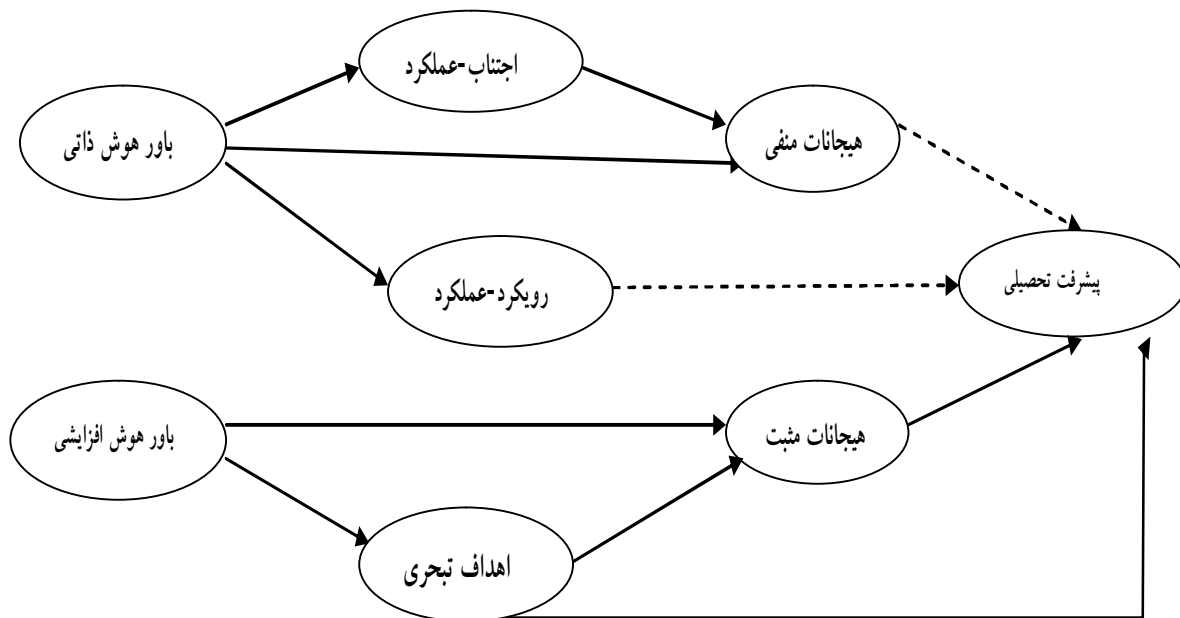 اجتناب-عملکرد
باور هوش ذاتی
هیجانات منفی
رویکرد-عملکرد
پیشرفت تحصیلی
باور هوش افزایشی
هیجانات مثبت
اهداف تبحری